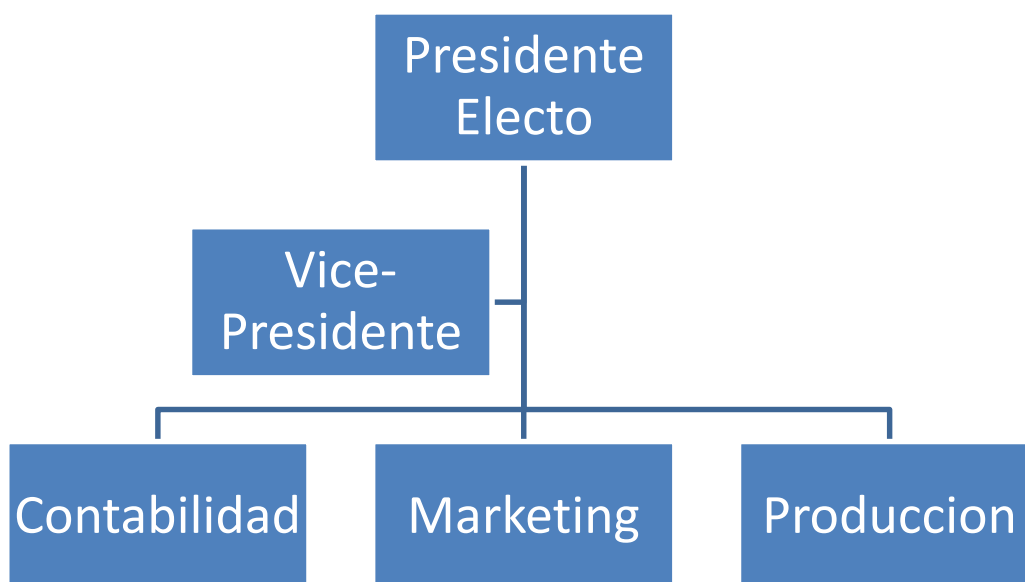 Presidente
Electo
Vice-
Presidente
Contabilidad
Marketing
Produccion